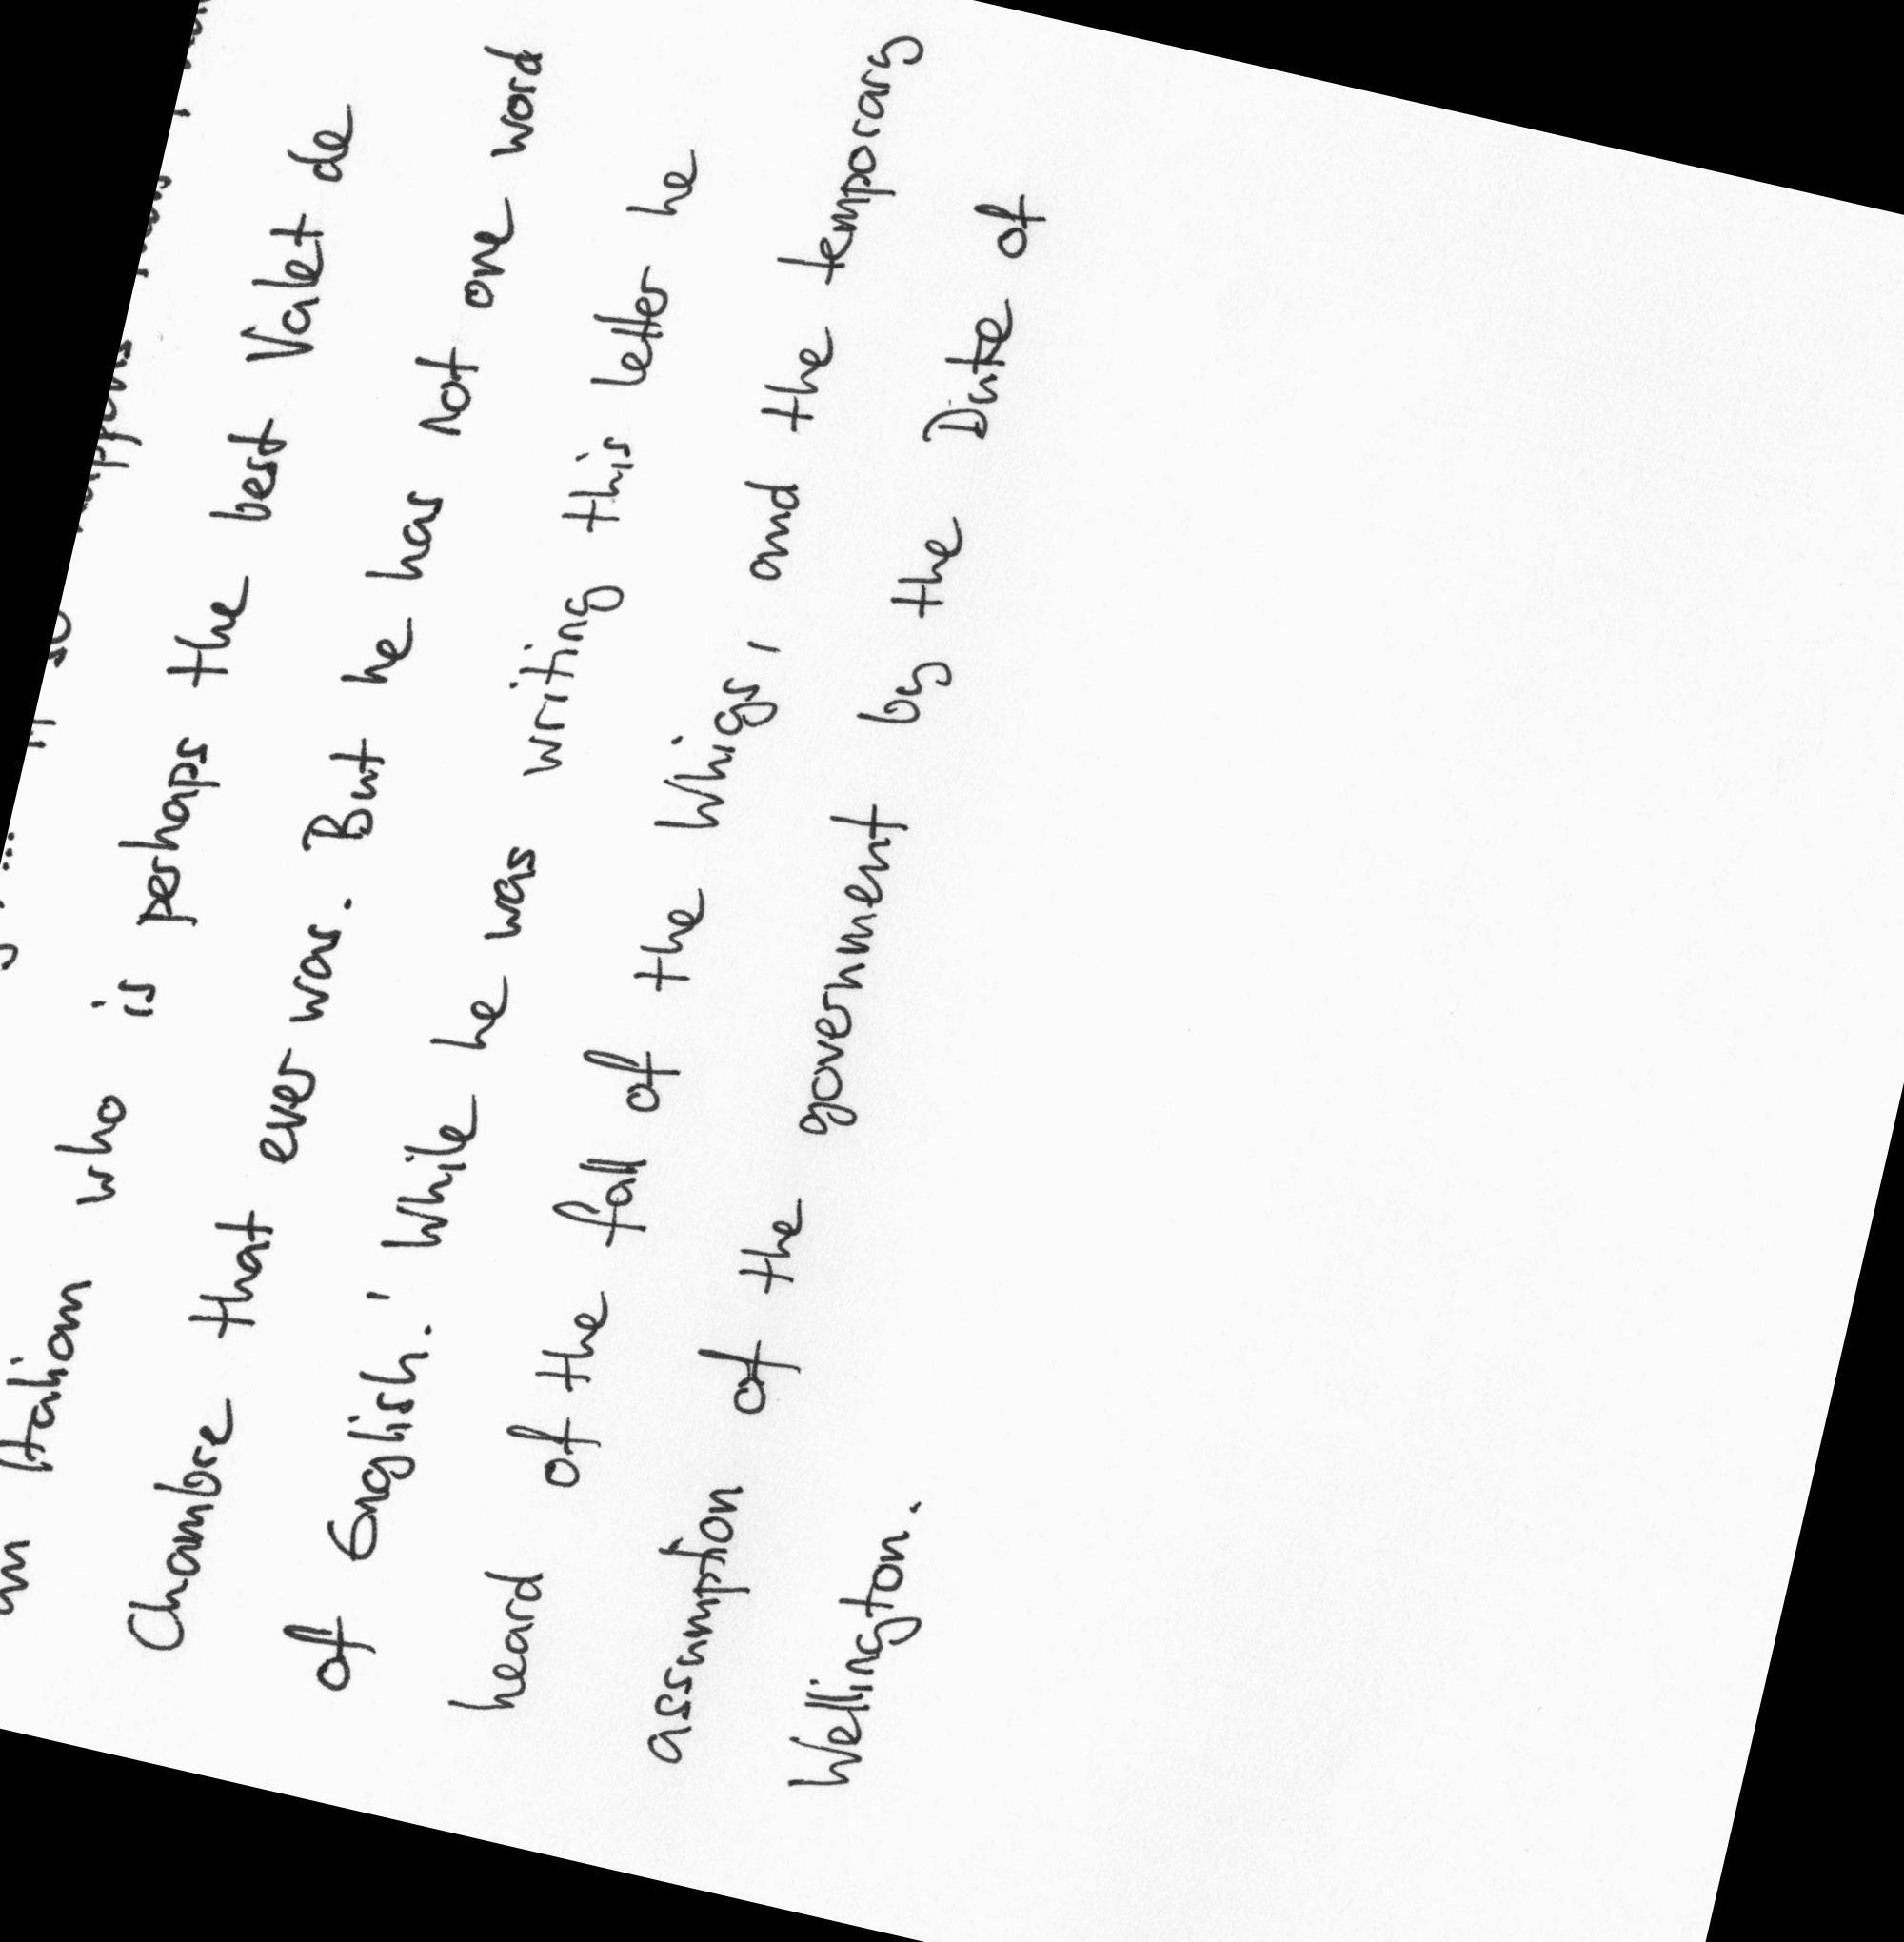 an Italian who is perhaps the best Valet de
Chambre that ever was. But he has not one word
of English. ' While he was writing this letter he
heard of the fall of the Whigs, and the temporary
assumption of the government by the Duke of
Wellington.